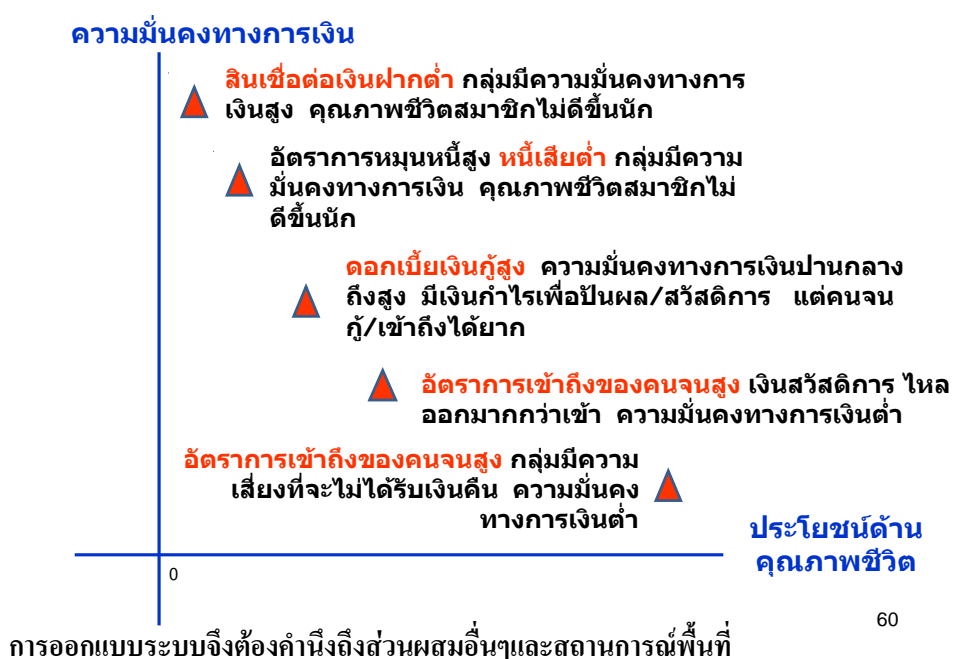 ความมั่นคงทางการเงิน
สินเชื่อต่อเงินฝากต่ำ กลุ่มมีความมั่นคงทางการ
เงินสูง คุณภาพชีวิตสมาชิกไม่ดีขึ้นนัก
อัตราการหมุนหนี้สูง หนี้เสียต่ำ กลุ่มมีความ
มั่นคงทางการเงิน คุณภาพชีวิตสมาชิกไม่
ดีขึ้นนัก
ดอกเบี้ยเงินกู้สูง ความมั่นคงทางการเงินปานกลาง
ถึงสูง มีเงินกำไรเพื่อปันผล/สวัสดิการ แต่คนจน
กู้/เข้าถึงได้ยาก
อัตราการเข้าถึงของคนจนสูง เงินสวัสดิการ ไหล
ออกมากกว่าเข้า ความมั่นคงทางการเงินต่ำ
อัตราการเข้าถึงของคนจนสูง กลุ่มมีความ
เสี่ยงที่จะไม่ได้รับเงินคืน ความมั่นคง
ทางการเงินต่ำ
ประโยชน์ด้าน
คุณภาพชีวิต
0
60
การออกแบบระบบจึงต้องคำนึงถึงส่วนผสมอื่นๆและสถานการณ์พื้นที่